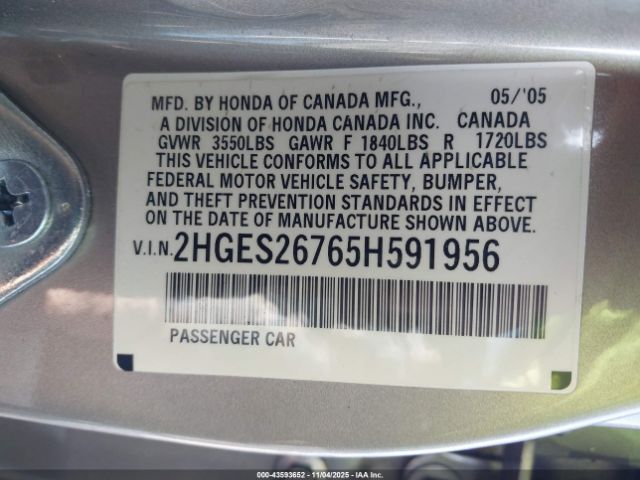 MFD. BY HONDA OF CANADA MFG., 05/'05
A DIVISION OF HONDA CANADA INC. CANADA
GVWR 3550LBS GAWR F 1840LBS R 1720LBS
THIS VEHICLE CONFORMS TO ALL APPLICABLE
FEDERAL MOTOR VEHICLE SAFETY, BUMPER,
AND THEFT PREVENTION STANDARDS IN EFFECT
ON THE DATE OF MANUFACTURE SHOWN ABOVE.
V.I.N. 2HGES26765H591956
PASSENGER CAR
000-43593652 - 11/04/2025 - IAA Inc.